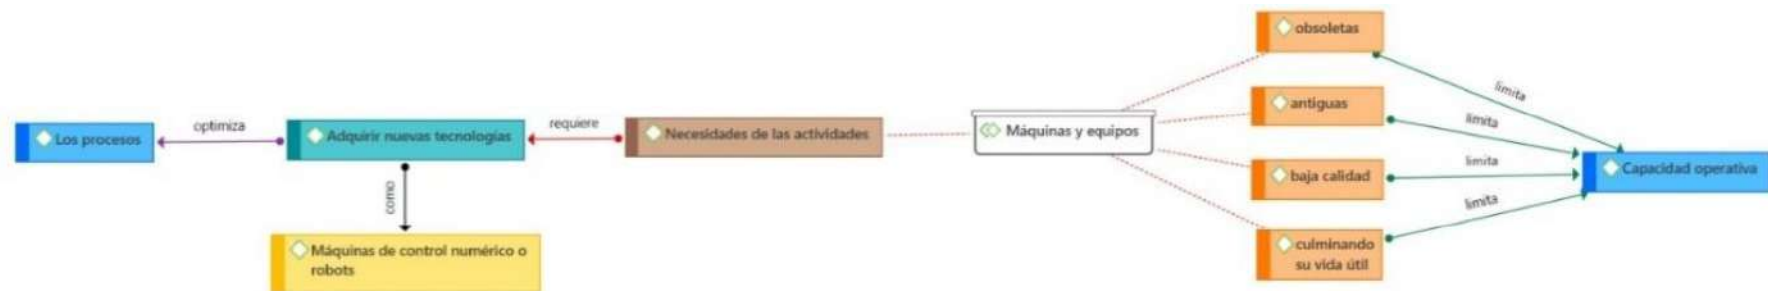 obsoletas
limita
antiguas
limita
optimiza
requiere
Los procesos
Adquirir nuevas tecnologías
Necesidades de las actividades
Máquinas y equipos
limita
Capacidad operativa
baja calidad
como
limita
Máquinas de control numérico o
robots
culminando
su vida útil